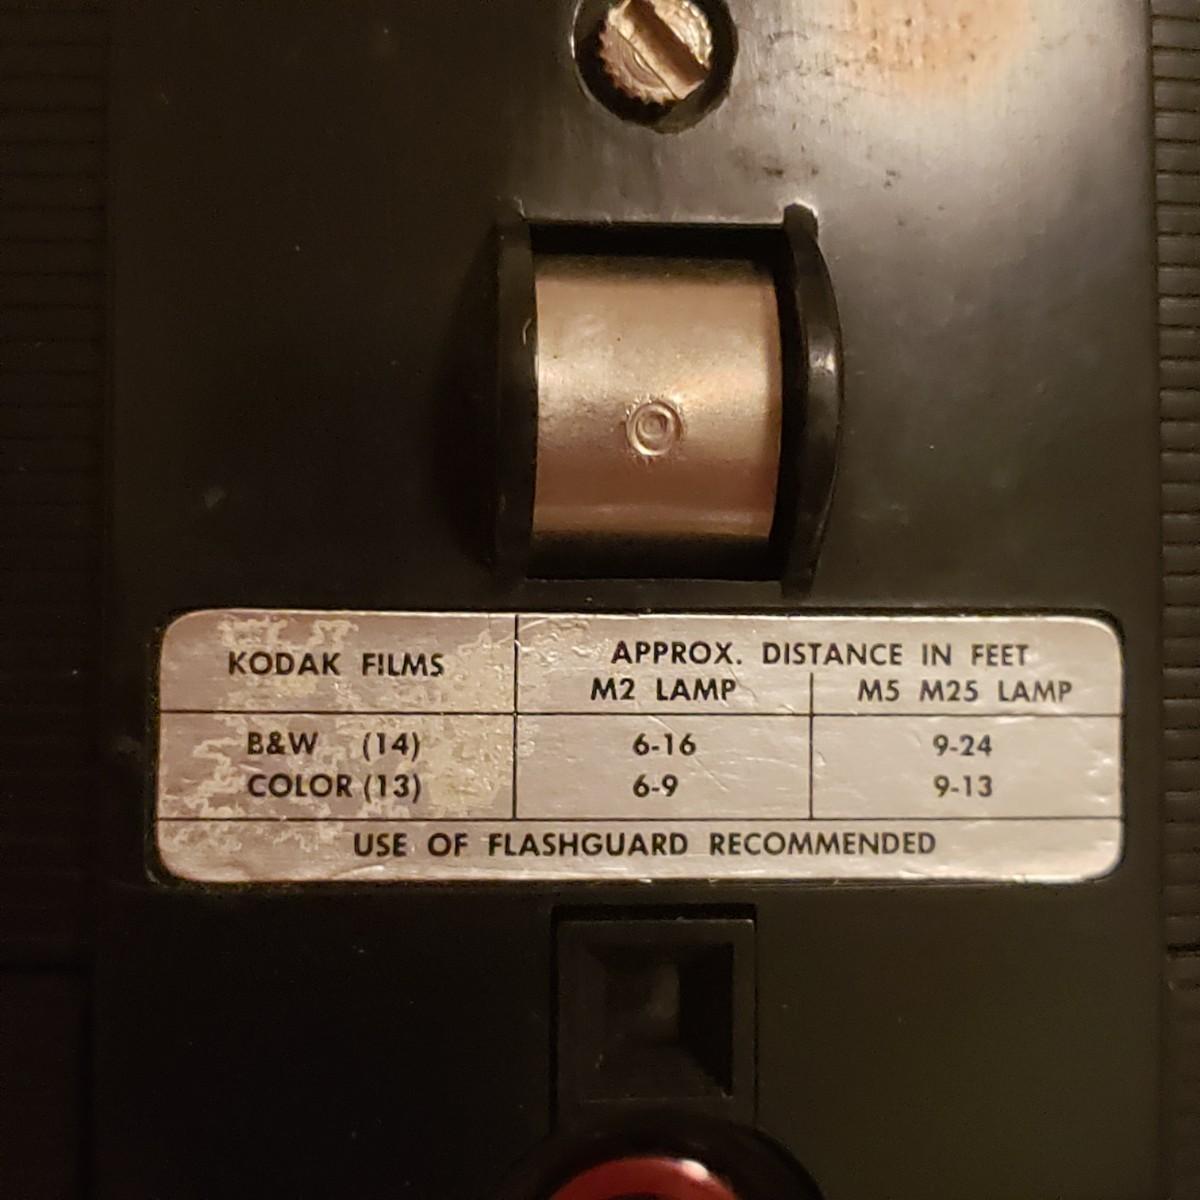 KODAK FILMS
APPROX. DISTANCE IN FEET
M2 LAMP
M5 M25 LAMP
B&W (14)
6-16
9-24
COLOR (13)
6-9
9-13
USE OF FLASHGUARD RECOMMENDED